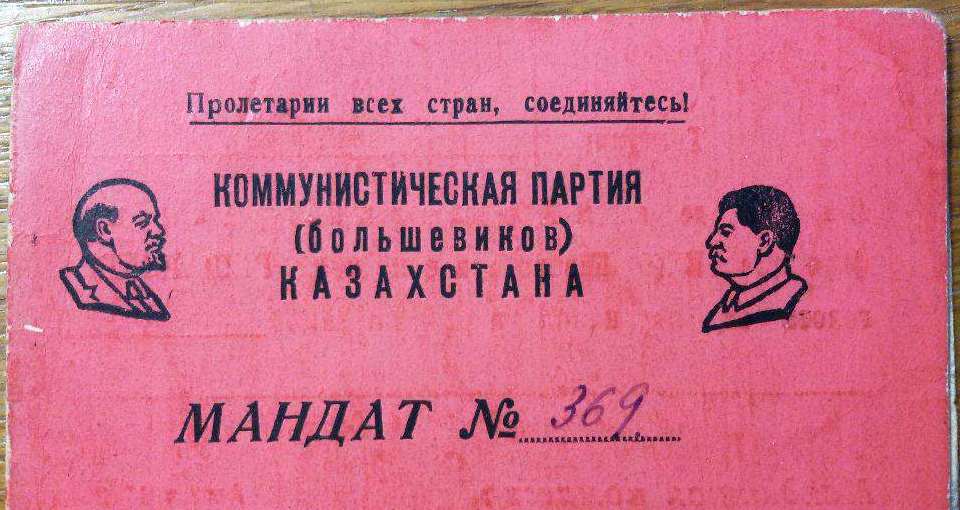 Пролетарии всех стран, соединяйтесь!
КОММУНИСТИЧЕСКАЯ ПАРТИЯ
(большевиков)
КАЗАХСТАНА
МАНДАТ № 369